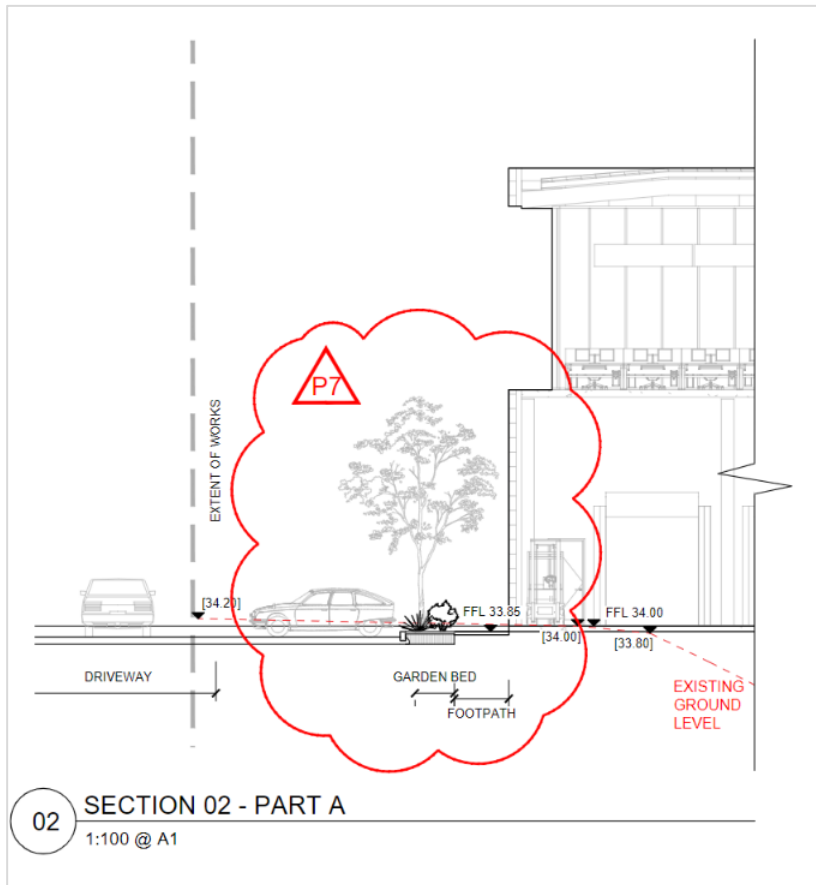 P7
EXTENT OF WORKS
[34.20]
FFL 33.85
FFL 34.00
[34.00]
[33.80]
DRIVEWAY
GARDEN BED
FOOTPATH
EXISTING
GROUND
LEVEL
02
SECTION 02 - PART A
1:100 @ A1